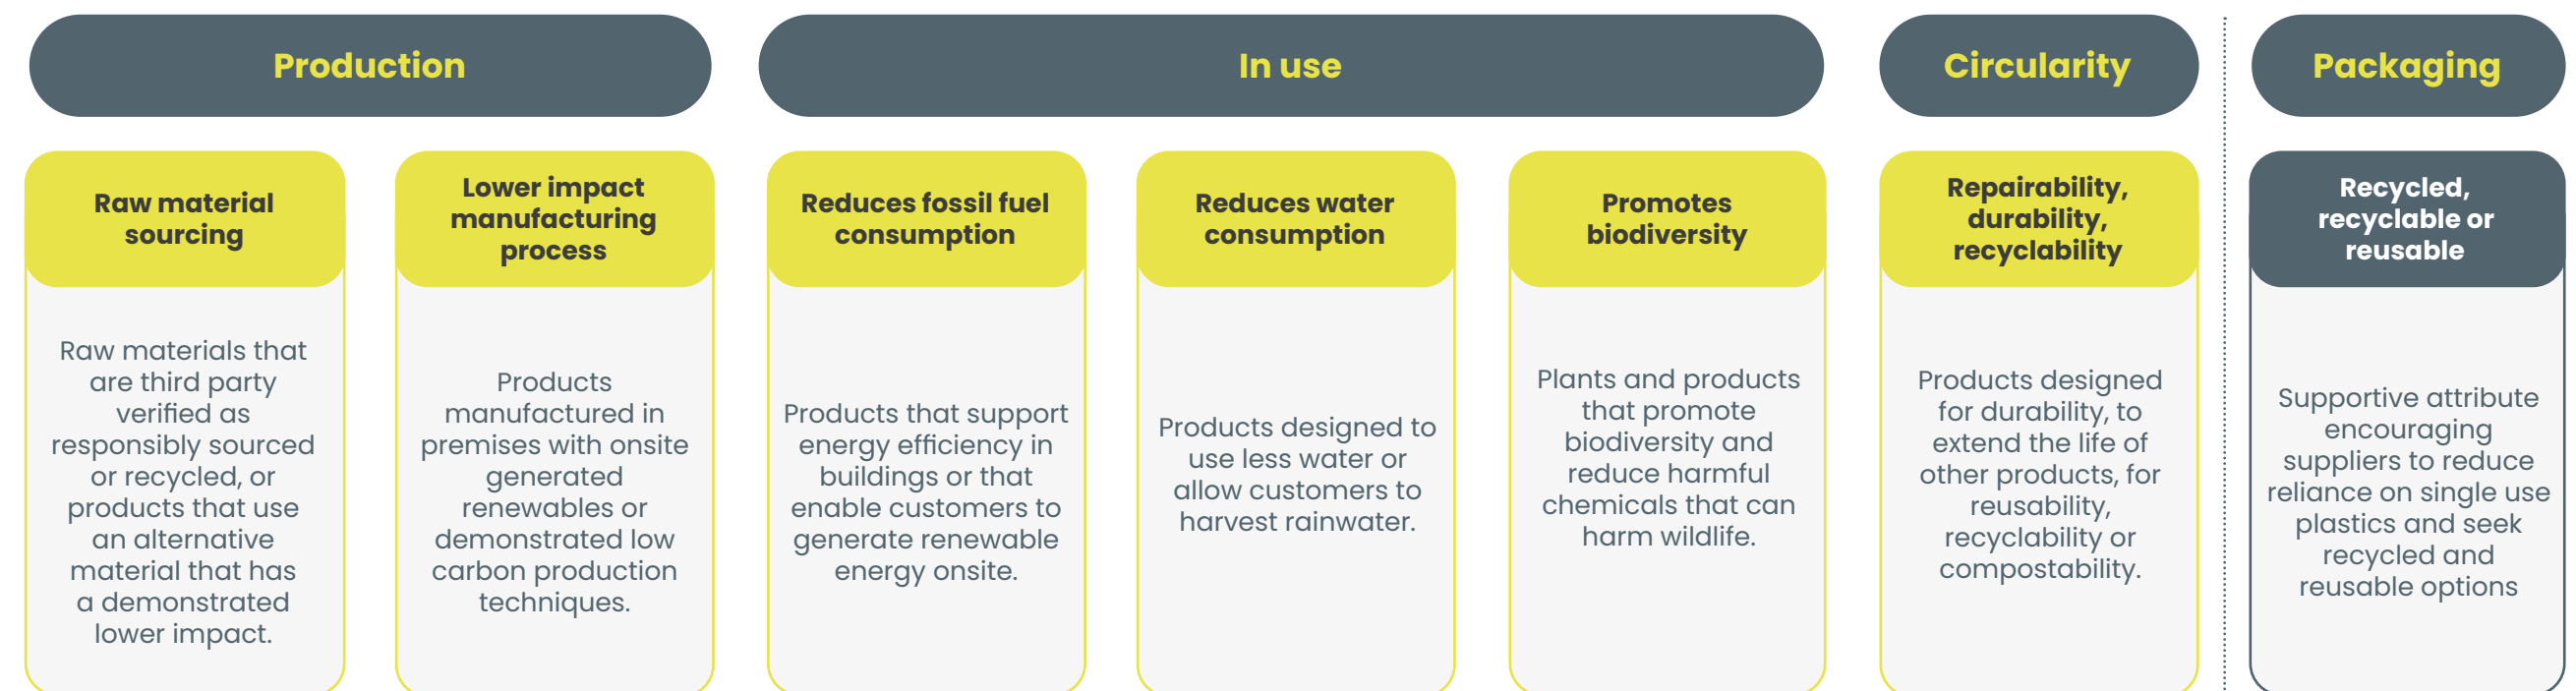 Production
In use
Circularity
Packaging
Raw material
sourcing
Raw materials that
are third party
verified as
responsibly sourced
or recycled, or
products that use
an alternative
material that has
a demonstrated
lower impact.
Lower impact
manufacturing
process
Products
manufactured in
premises with onsite
generated
renewables or
demonstrated low
carbon production
techniques.
Reduces fossil fuel
consumption
Products that support
energy efficiency in
buildings or that
enable customers to
generate renewable
energy onsite.
Reduces water
consumption
Products designed to
use less water or
allow customers to
harvest rainwater.
Promotes
biodiversity
Plants and products
that promote
biodiversity and
reduce harmful
chemicals that can
harm wildlife.
Repairability,
durability,
recyclability
Products designed
for durability, to
extend the life of
other products, for
reusability,
recyclability or
compostability.
Recycled,
recyclable or
reusable
Supportive attribute
encouraging
suppliers to reduce
reliance on single use
plastics and seek
recycled and
reusable options